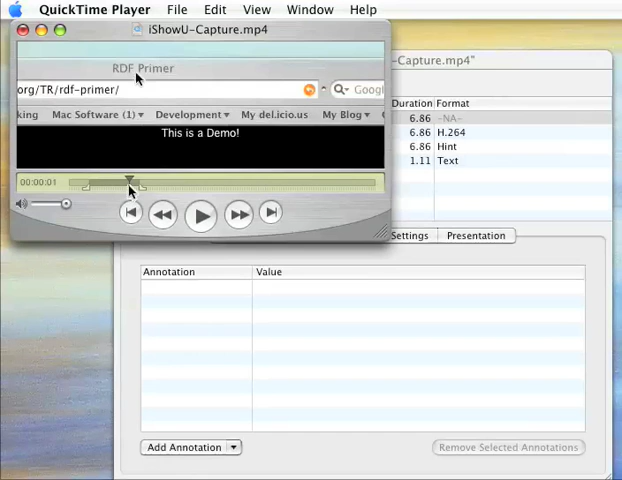 QuickTime Player File Edit View Window Help
iShowU-Capture.mp4
-Capture.mp4"
RDF Primer
org/TR/rdf-primer/ Googl
king Mac Software (1) Development My del.icio.us My Blog
This is a Demo!
00:00:01
Duration Format
6.86 -NA-
6.86 H.264
6.86 Hint
1.11 Text
Settings Presentation
Annotation Value
Add Annotation Remove Selected Annotations